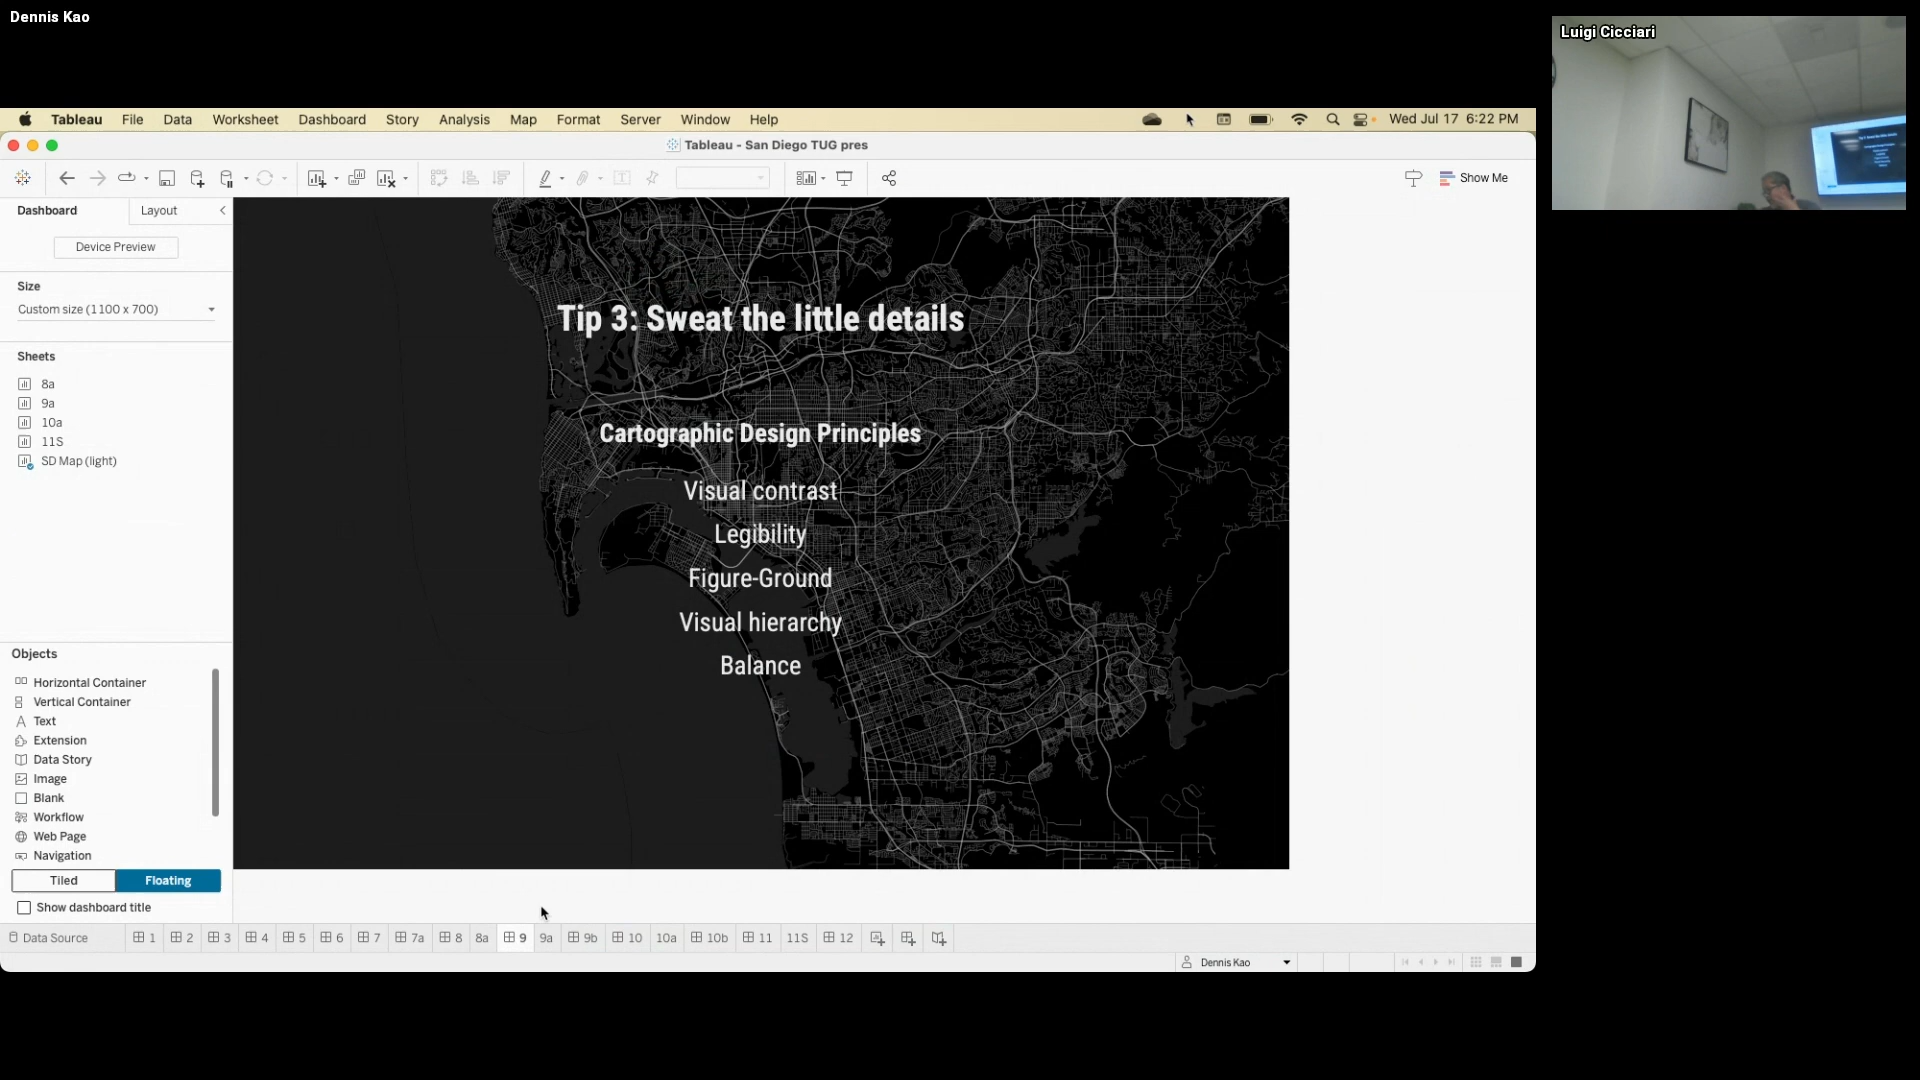 Dennis Kao
Luigi Cicciari
Tableau File Data Worksheet Dashboard Story Analysis Map Format Server Window Help
Wed Jul 17 6:22 PM
Tableau - San Diego TUG pres
Show Me
Dashboard
Layout
Device Preview
Size
Custom size (1100 x 700)
Sheets
8a
9a
10a
11S
SD Map (light)
Tip 3: Sweat the little details
Cartographic Design Principles
Visual contrast
Legibility
Figure-Ground
Visual hierarchy
Balance
Objects
Horizontal Container
Vertical Container
Text
Extension
Data Story
Image
Blank
Workflow
Web Page
Navigation
Tiled
Floating
Show dashboard title
Data Source 1 2 3 4 5 6 7 7a 8 8a 9 9a 9b 10 10a 10b 11 11S 12
Dennis Kao